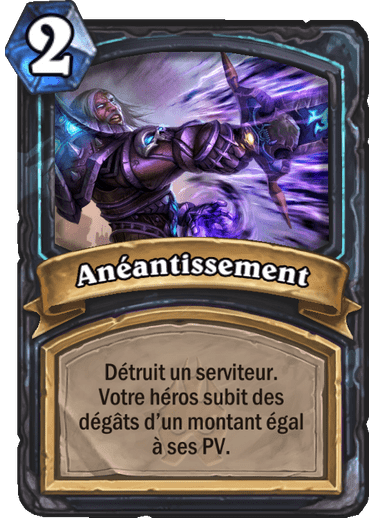 2
Anéantissement
Détruit un serviteur.
Votre héros subit des
dégâts d'un montant égal
à ses PV.